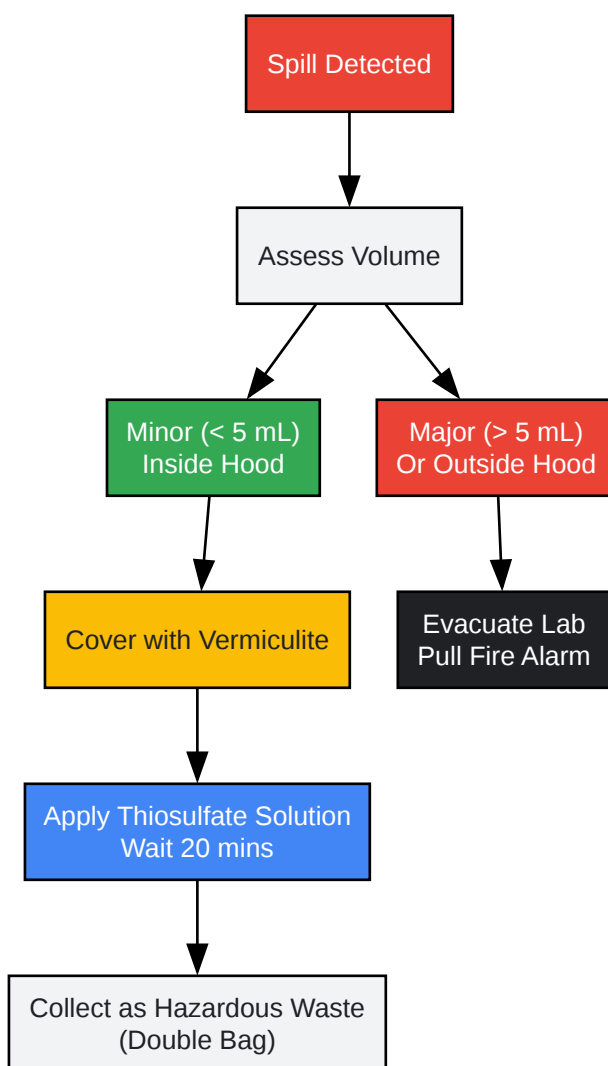 Spill Detected
Assess Volume
Minor (< 5 mL)
Inside Hood
Major (> 5 mL)
Or Outside Hood
Cover with Vermiculite
Evacuate Lab
Pull Fire Alarm
Apply Thiosulfate Solution
Wait 20 mins
Collect as Hazardous Waste
(Double Bag)